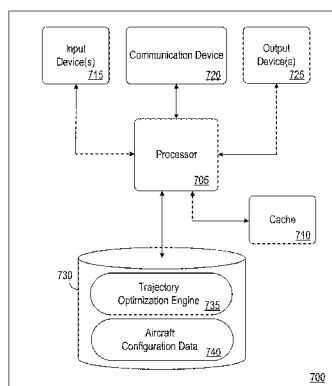 Input
Device(s)
715
Communication Device
720
Output
Device(s)
725
Processor
705
Cache
710
730
Trajectory
Optimization Engine
735
Aircraft
Configuration Data
740
700